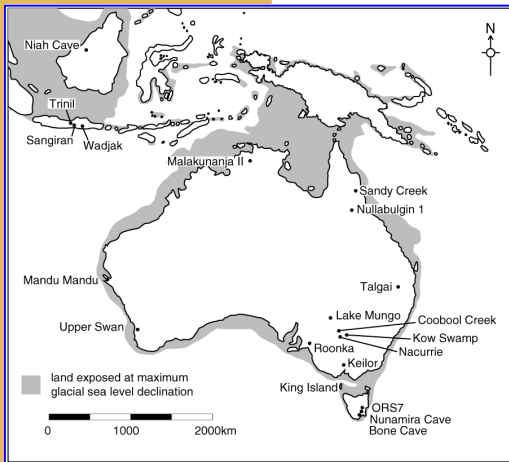 N
Niah Cave
Trinil
Sangiran
Wadjak
Malakunanja II
Sandy Creek
Nullabulgin 1
Mandu Mandu
Talgai
Lake Mungo
Coobool Creek
Upper Swan
Kow Swamp
Roonka
Nacurrie
Keilor
land exposed at maximum
glacial sea level declination
King Island
ORS7
Nunamira Cave
Bone Cave
0 1000 2000km